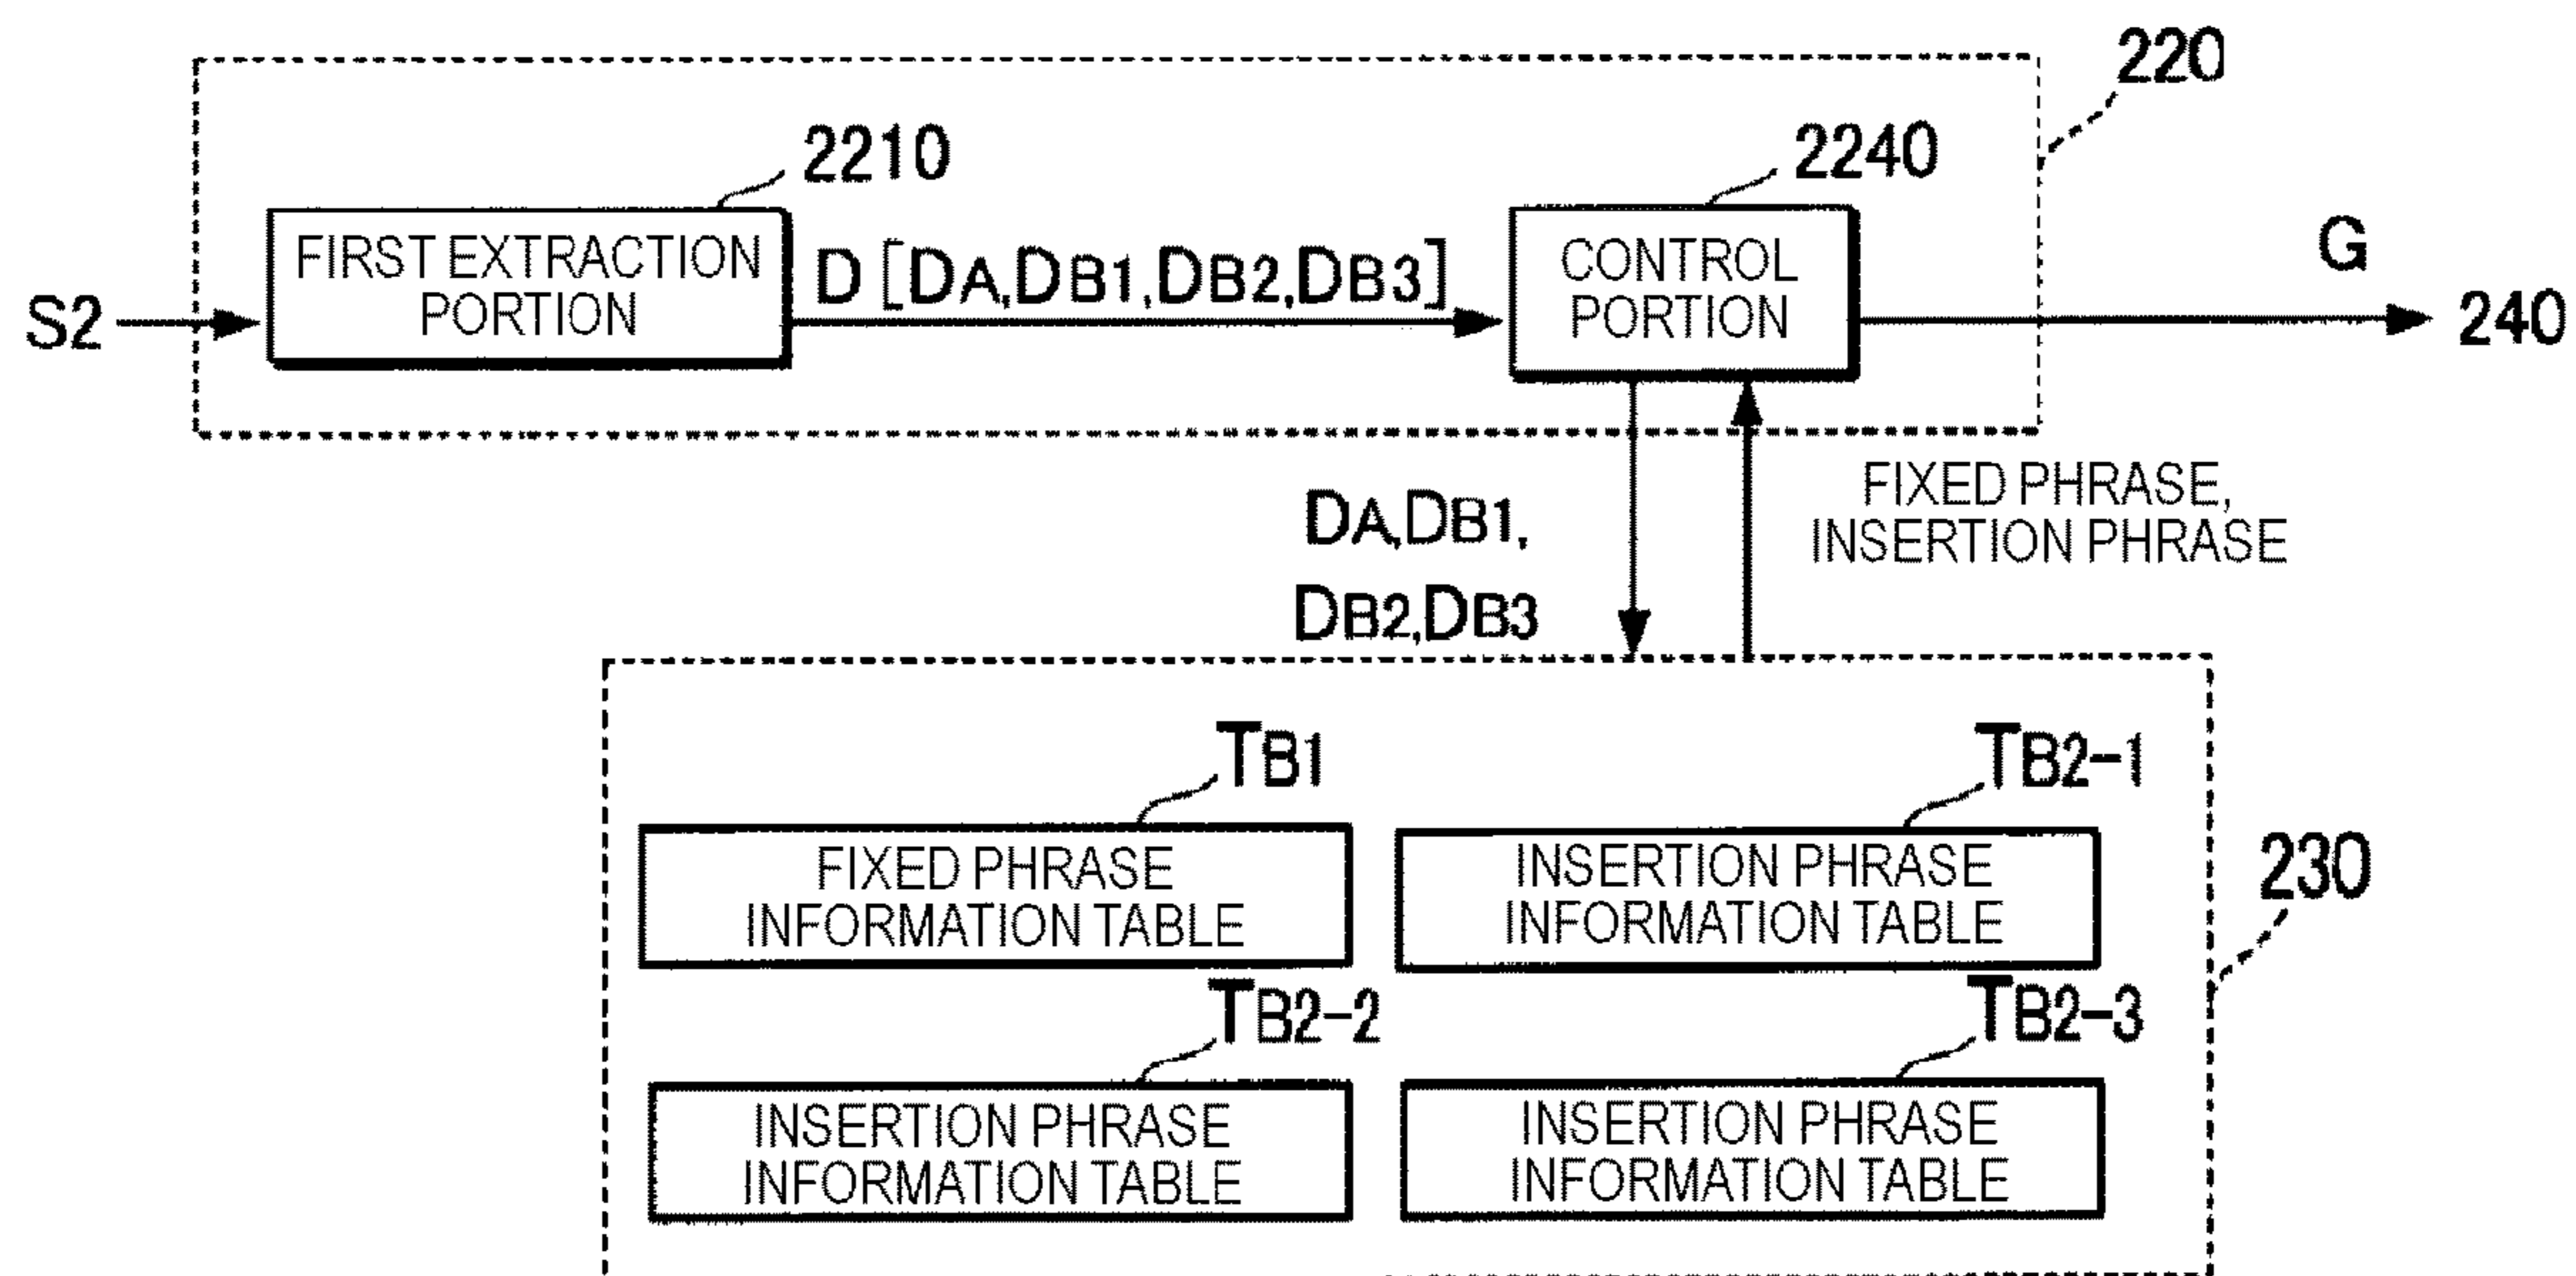 220
2210
2240
FIRST EXTRACTION
PORTION
D [DA,DB1,DB2,DB3]
CONTROL
PORTION
G
S2
240
DA,DB1,
DB2,DB3
FIXED PHRASE,
INSERTION PHRASE
TB1
TB2-1
FIXED PHRASE
INFORMATION TABLE
INSERTION PHRASE
INFORMATION TABLE
230
TB2-2
TB2-3
INSERTION PHRASE
INFORMATION TABLE
INSERTION PHRASE
INFORMATION TABLE